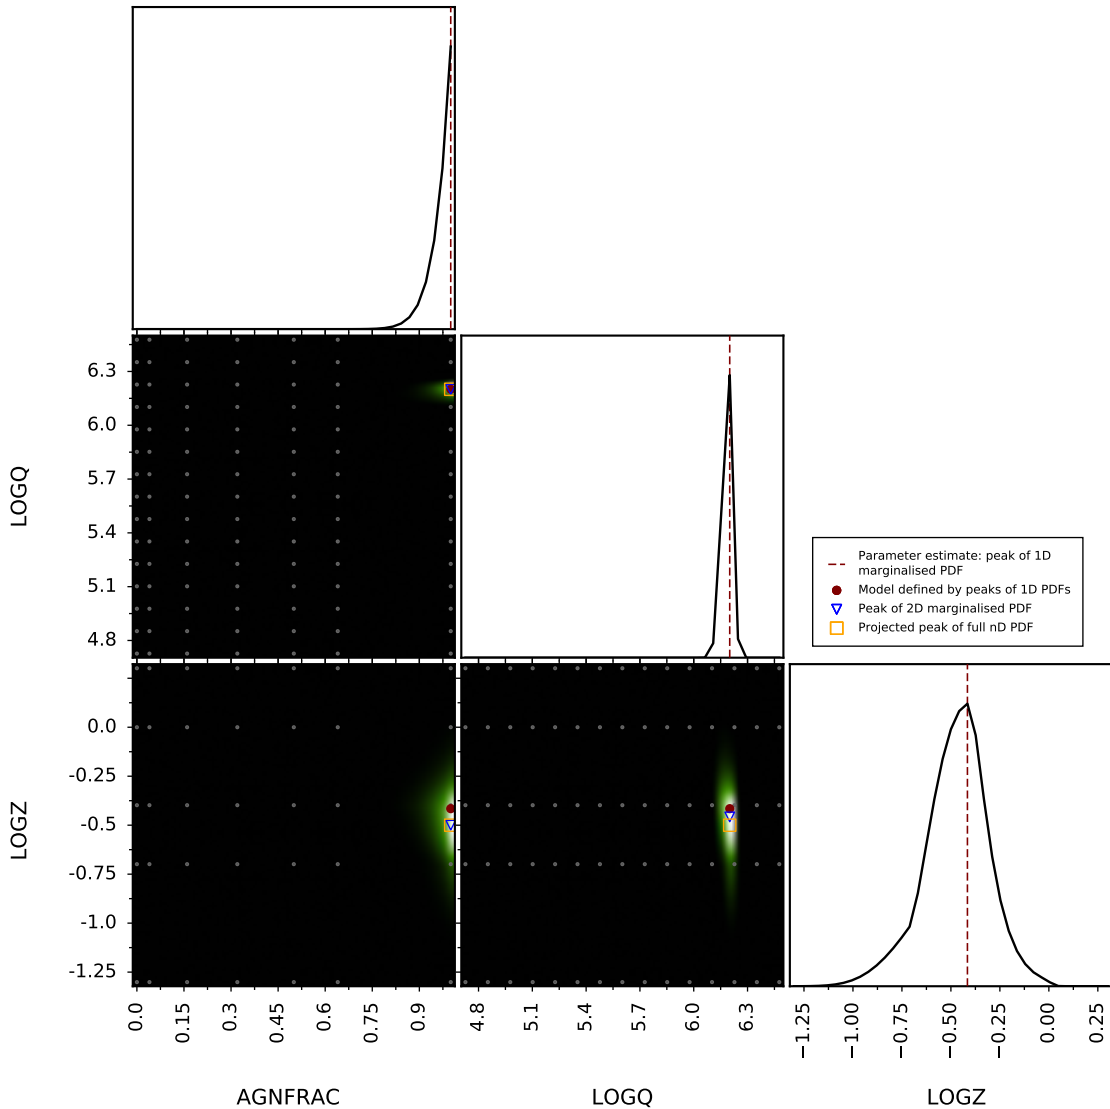 6.3
6.0
5.7
5.4
5.1
4.8
LOGQ
Parameter estimate: peak of 1D
marginalised PDF
Model defined by peaks of 1D PDFs
Peak of 2D marginalised PDF
Projected peak of full nD PDF
0.0
-0.25
-0.5
-0.75
-1.0
-1.25
LOGZ
0.0 0.15 0.3 0.45 0.6 0.75 0.9
4.8 5.1 5.4 5.7 6.0 6.3
−1.25 −1.00 −0.75 −0.50 −0.25 0.00 0.25
AGNFRAC LOGQ LOGZ